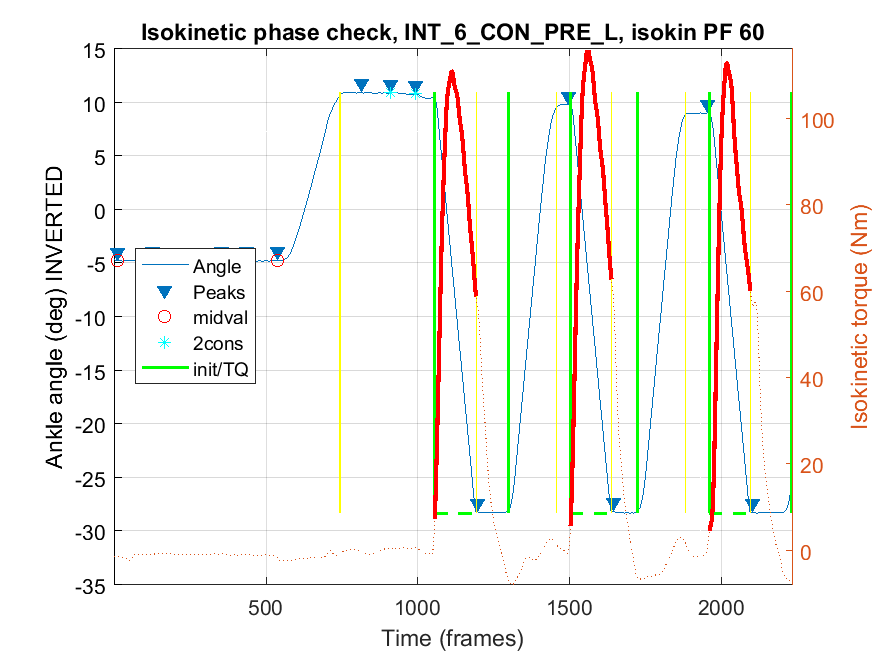 Isokinetic phase check, INT_6_CON_PRE_L, isokin PF 60
15
10
5
0
-5
-10
-15
-20
-25
-30
-35
Ankle angle (deg) INVERTED
Angle
Peaks
midval
2cons
init/TQ
100
80
60
40
20
0
Isokinetic torque (Nm)
500
1000
1500
2000
Time (frames)